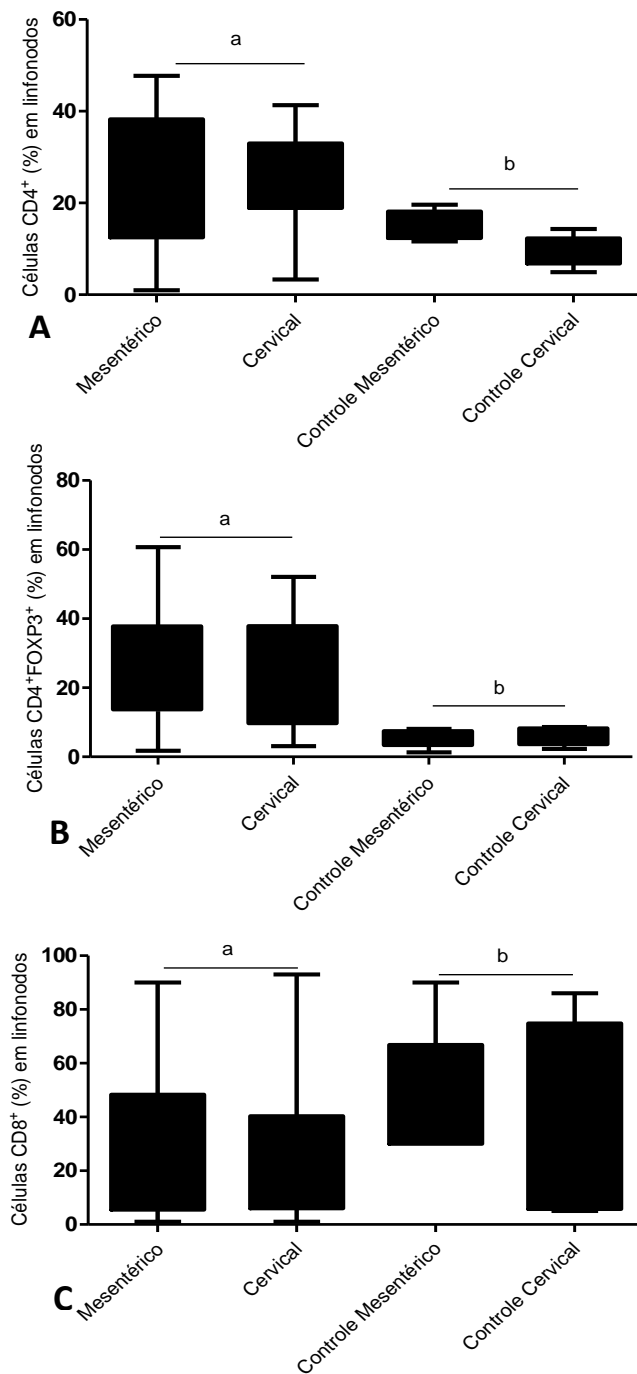 Células CD4⁺ (%) em linfonodos
60
40
20
0
a
b
A
Mesentérico
Cervical
Controle Mesentérico
Controle Cervical
Células CD4⁺FOXP3⁺ (%) em linfonodos
80
60
40
20
0
a
b
B
Mesentérico
Cervical
Controle Mesentérico
Controle Cervical
Células CD8⁺ (%) em linfonodos
100
80
60
40
20
0
a
b
C
Mesentérico
Cervical
Controle Mesentérico
Controle Cervical